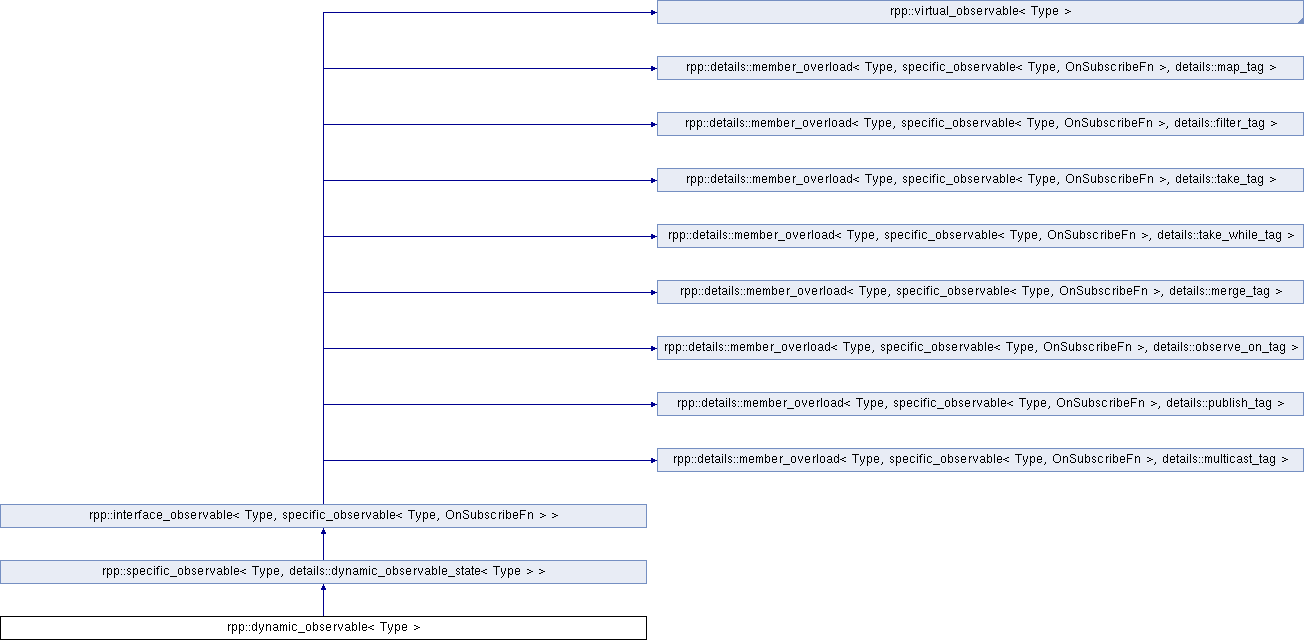 rpp::virtual_observable< Type >
rpp::details::member_overload< Type, specific_observable< Type, OnSubscribeFn >, details::map_tag >
rpp::details::member_overload< Type, specific_observable< Type, OnSubscribeFn >, details::filter_tag >
rpp::details::member_overload< Type, specific_observable< Type, OnSubscribeFn >, details::take_tag >
rpp::details::member_overload< Type, specific_observable< Type, OnSubscribeFn >, details::take_while_tag >
rpp::details::member_overload< Type, specific_observable< Type, OnSubscribeFn >, details::merge_tag >
rpp::details::member_overload< Type, specific_observable< Type, OnSubscribeFn >, details::observe_on_tag >
rpp::details::member_overload< Type, specific_observable< Type, OnSubscribeFn >, details::publish_tag >
rpp::details::member_overload< Type, specific_observable< Type, OnSubscribeFn >, details::multicast_tag >
rpp::interface_observable< Type, specific_observable< Type, OnSubscribeFn > >
rpp::specific_observable< Type, details::dynamic_observable_state< Type > >
rpp::dynamic_observable< Type >